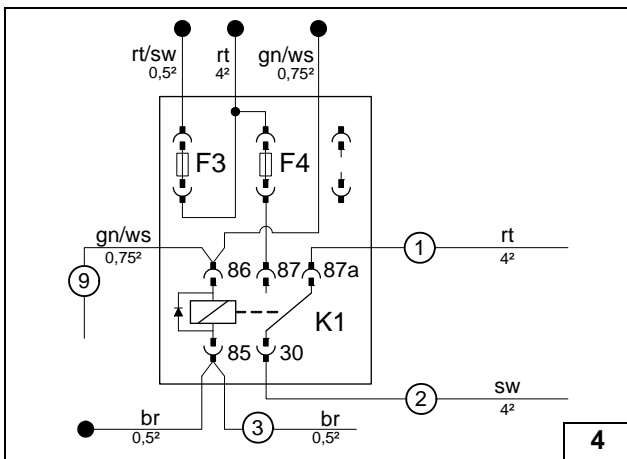 rt/sw rt gn/ws
0,5² 4² 0,75²
F3 F4
gn/ws
0,75²
86 87 87a
1 rt
4²
9
K1
85 30
2 sw
4²
br 3 br
0,5² 0,5²
4